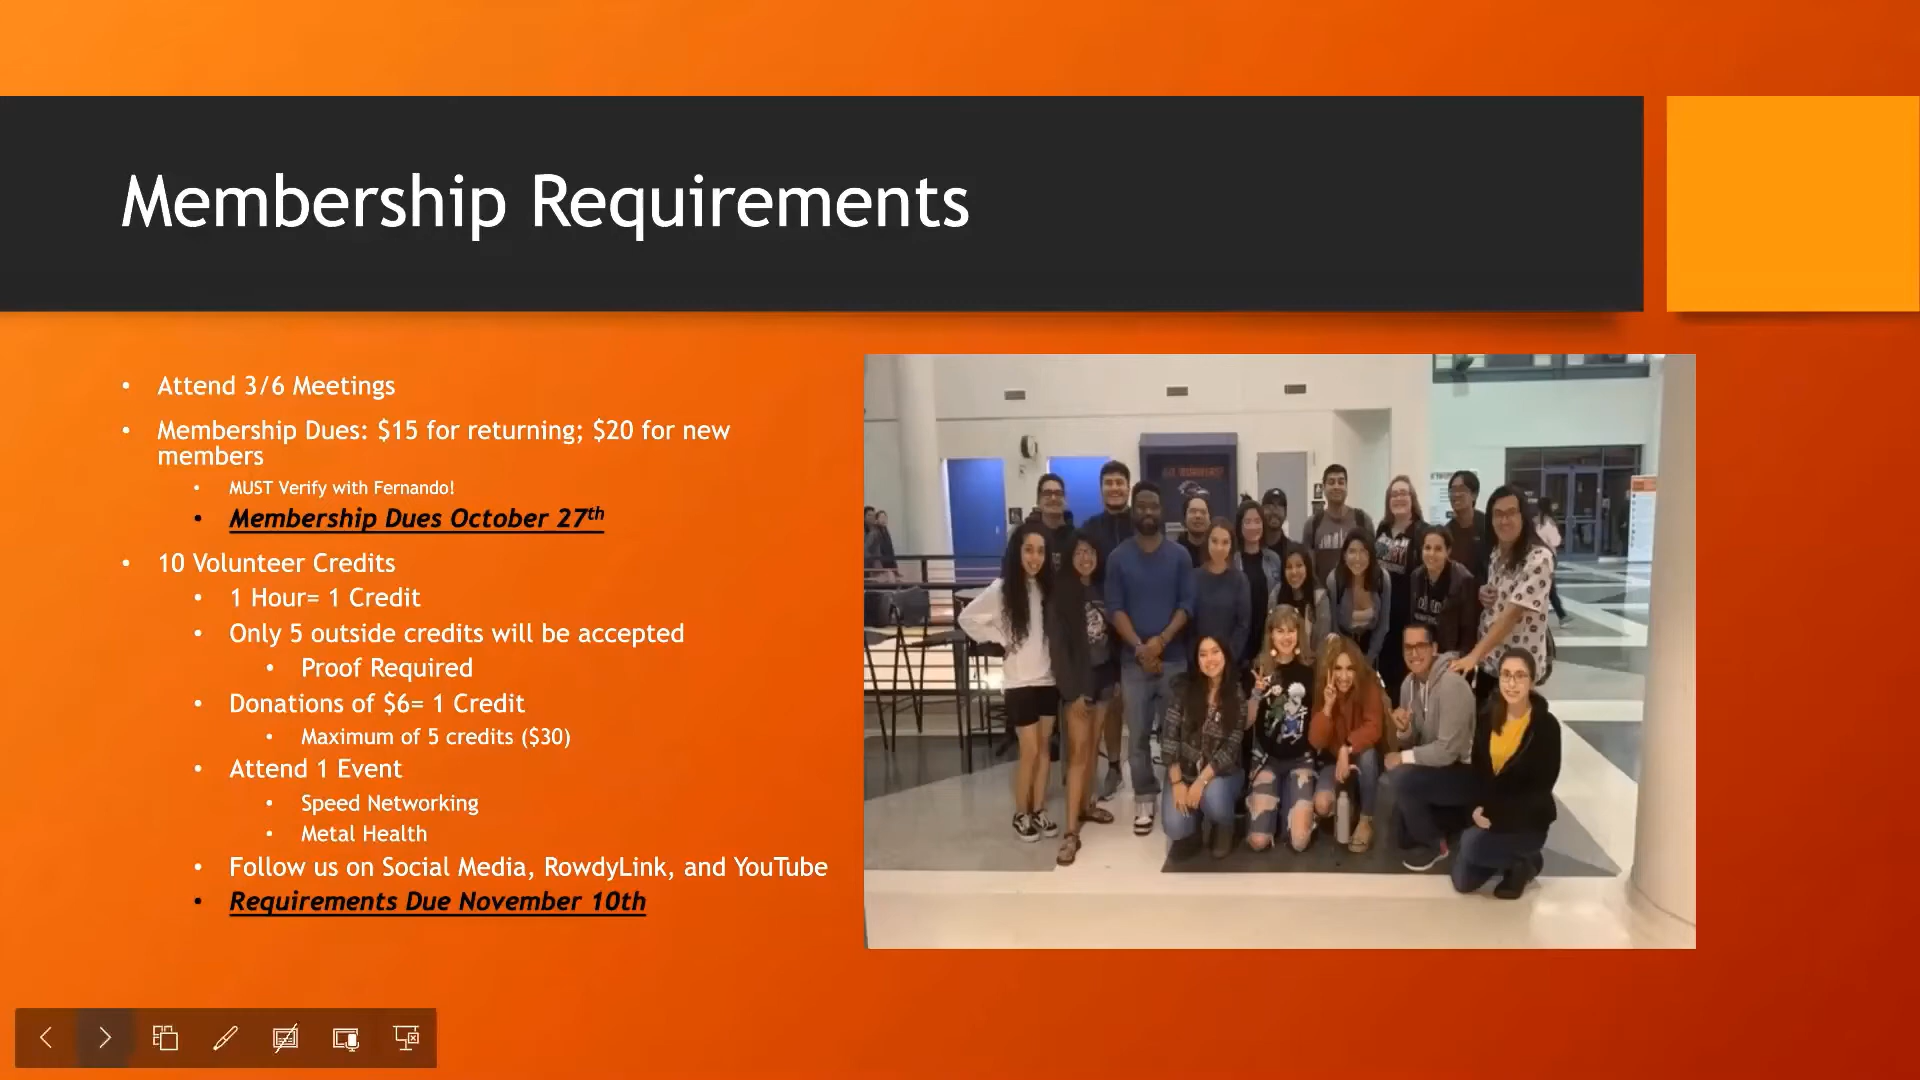 Membership Requirements
• Attend 3/6 Meetings
• Membership Dues: $15 for returning; $20 for new
members
• MUST Verify with Fernando!
• Membership Dues October 27th
• 10 Volunteer Credits
• 1 Hour= 1 Credit
• Only 5 outside credits will be accepted
• Proof Required
• Donations of $6= 1 Credit
• Maximum of 5 credits ($30)
• Attend 1 Event
• Speed Networking
• Metal Health
• Follow us on Social Media, RowdyLink, and YouTube
• Requirements Due November 10th